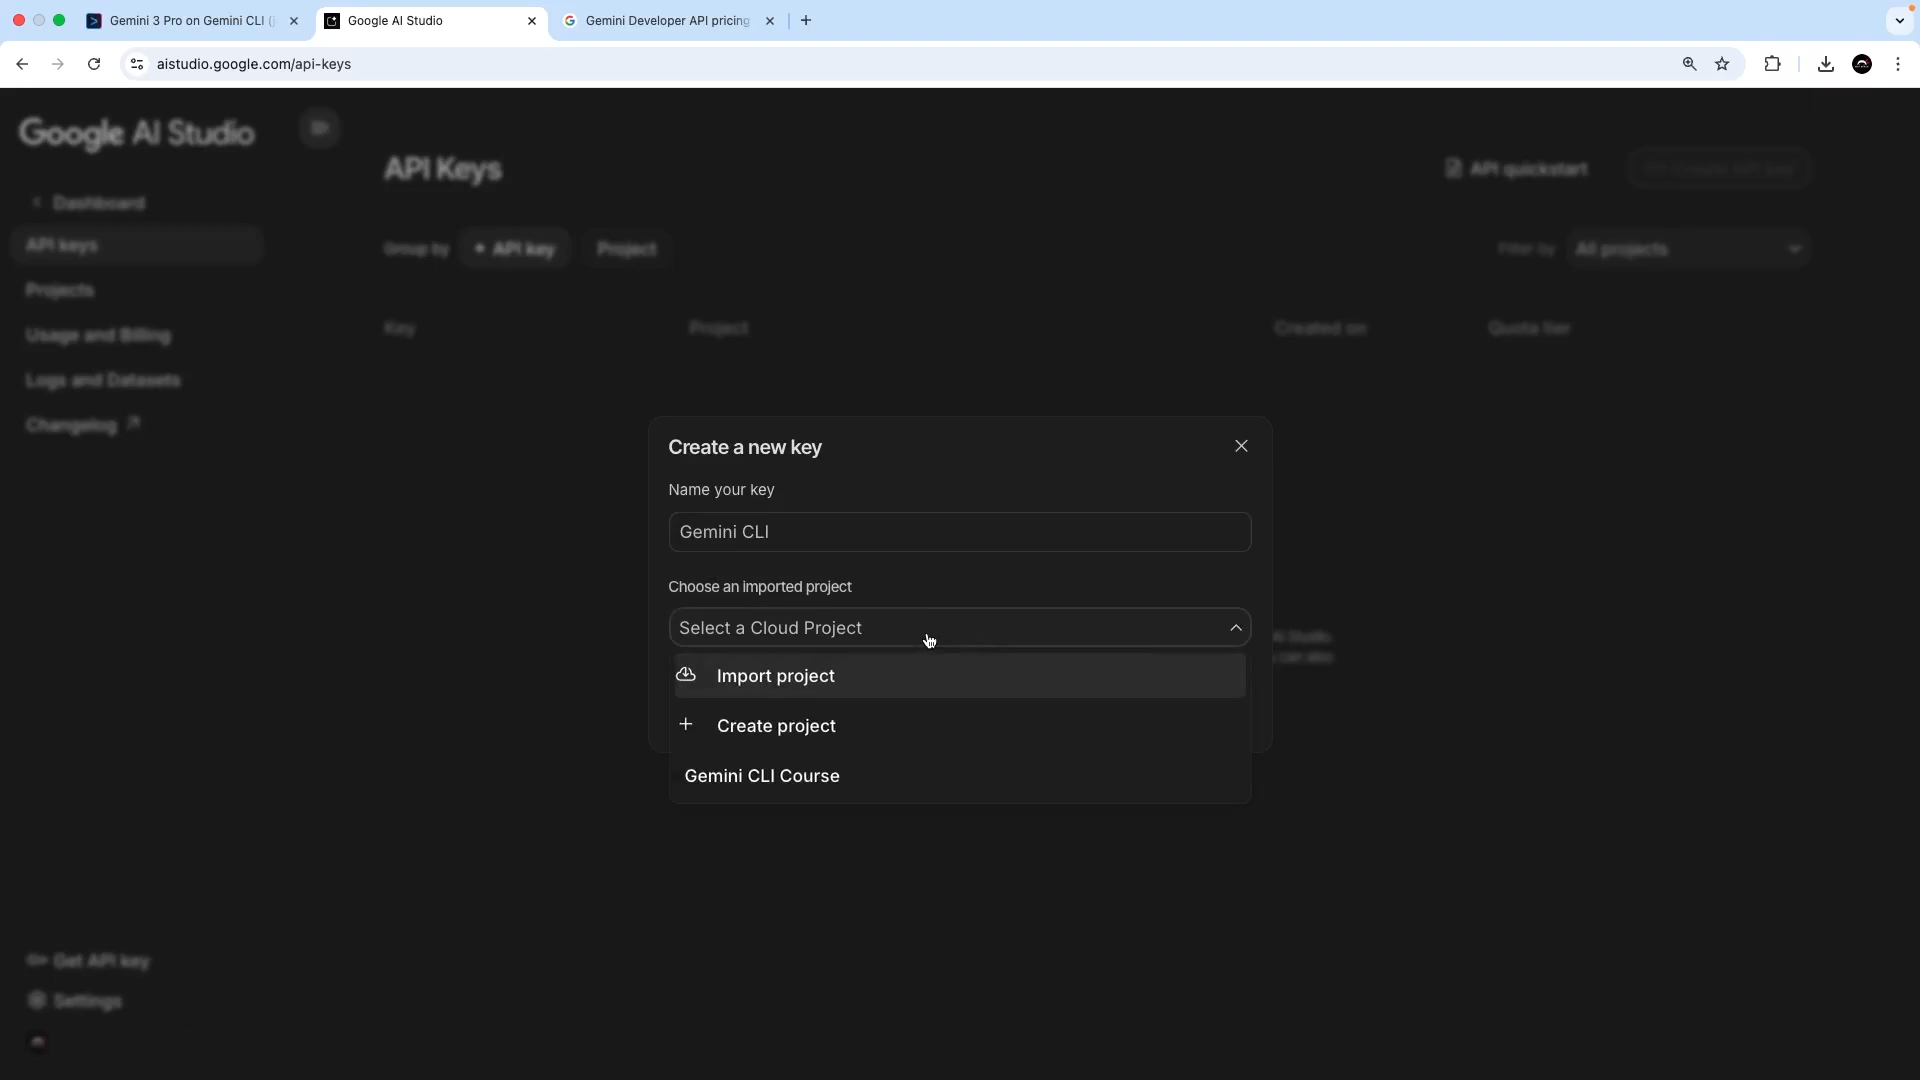 Gemini 3 Pro on Gemini CLI (
Google AI Studio
Gemini Developer API pricing
aistudio.google.com/api-keys
Google AI Studio
API Keys
API quickstart
Dashboard
API keys
Group by
API key
Project
Filter by
All projects
Projects
Key
Project
Created on
Quota tier
Usage and Billing
Logs and Datasets
Changelog
Create a new key
Name your key
Gemini CLI
Choose an imported project
Select a Cloud Project
AI Studio.
can also
Import project
Create project
Gemini CLI Course
Get API key
Settings